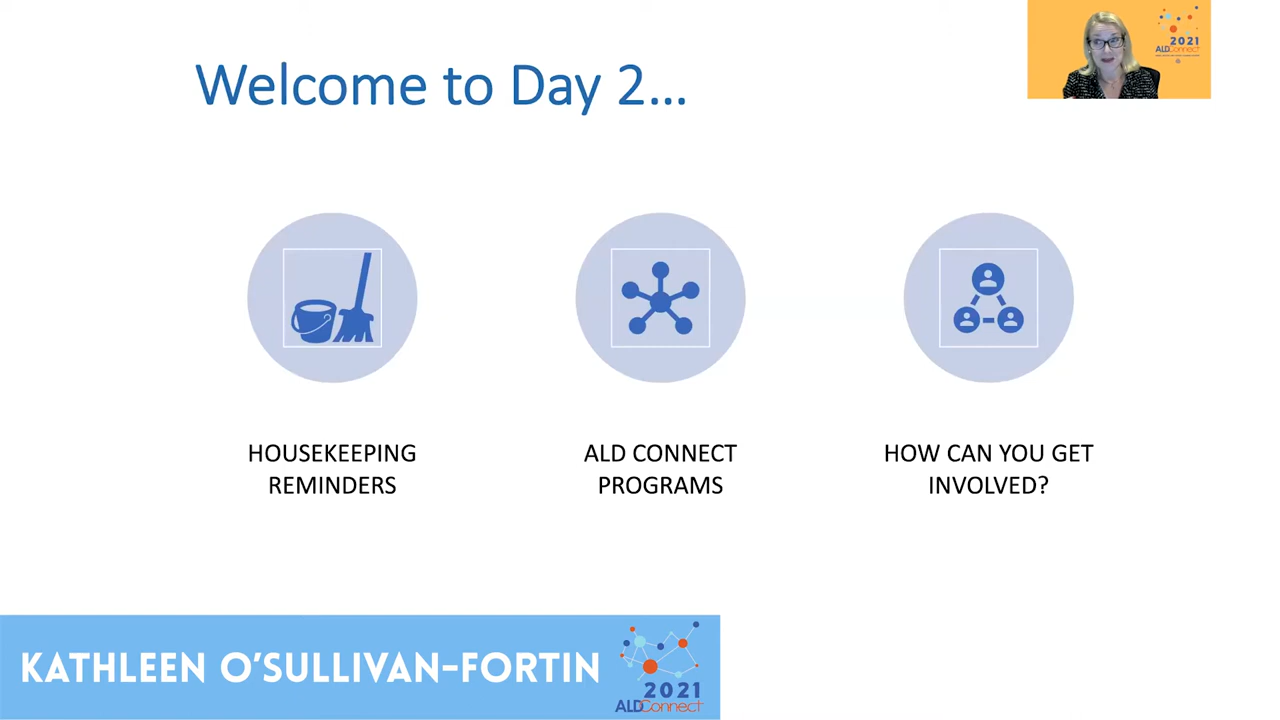 Welcome to Day 2...
2021
ALDConnect
HOUSEKEEPING
REMINDERS
ALD CONNECT
PROGRAMS
HOW CAN YOU GET
INVOLVED?
KATHLEEN O'SULLIVAN-FORTIN
2021
ALDConnect